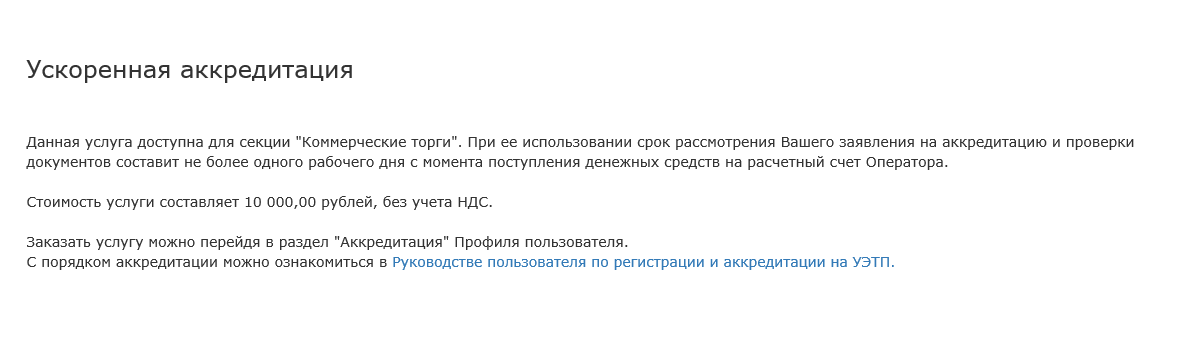 Ускоренная аккредитация
Данная услуга доступна для секции "Коммерческие торги". При ее использовании срок рассмотрения Вашего заявления на аккредитацию и проверки
документов составит не более одного рабочего дня с момента поступления денежных средств на расчетный счет Оператора.
Стоимость услуги составляет 10 000,00 рублей, без учета НДС.
Заказать услугу можно перейдя в раздел "Аккредитация" Профиля пользователя.
С порядком аккредитации можно ознакомиться в Руководстве пользователя по регистрации и аккредитации на УЭТП.